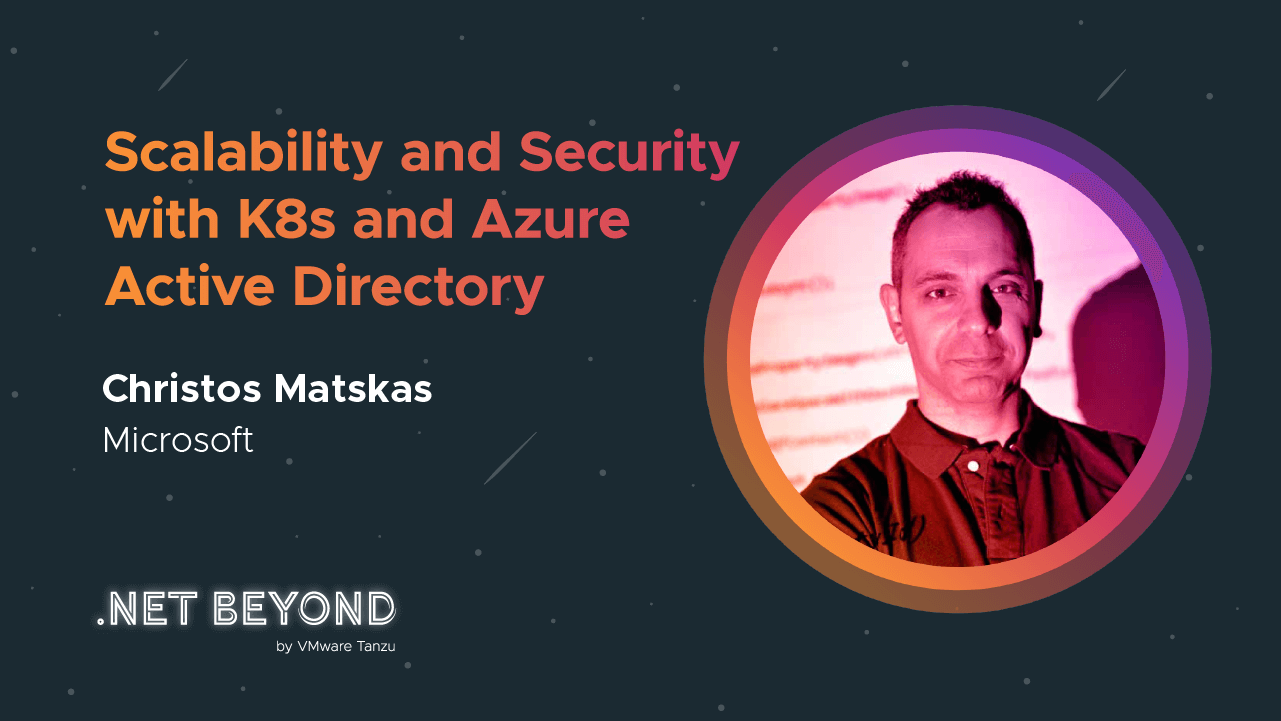 Scalability and Security
with K8s and Azure
Active Directory
Christos Matskas
Microsoft
.NET BEYOND
by VMware Tanzu